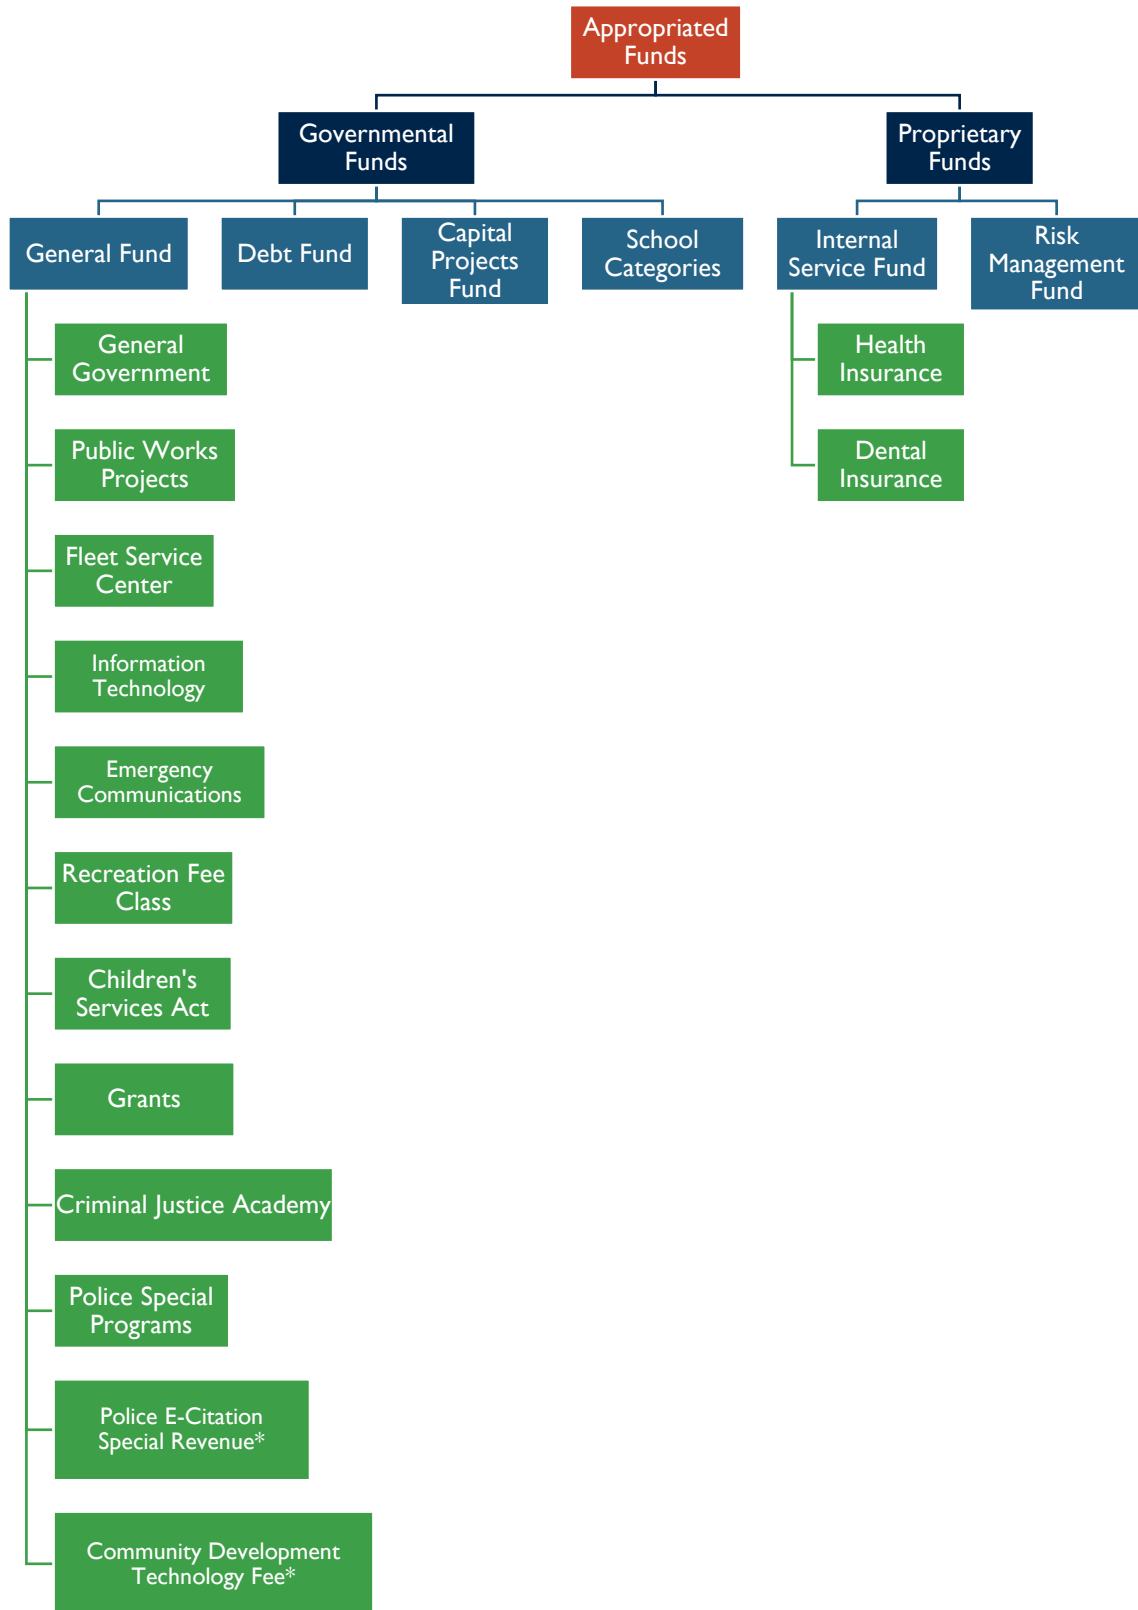 Appropriated
Funds
Governmental
Funds
Proprietary
Funds
General Fund
Debt Fund
Capital
Projects
Fund
School
Categories
Internal
Service Fund
Risk
Management
Fund
General
Government
Public Works
Projects
Fleet Service
Center
Information
Technology
Emergency
Communications
Recreation Fee
Class
Children's
Services Act
Grants
Criminal Justice Academy
Police Special
Programs
Police E-Citation
Special Revenue*
Community Development
Technology Fee*
Health
Insurance
Dental
Insurance